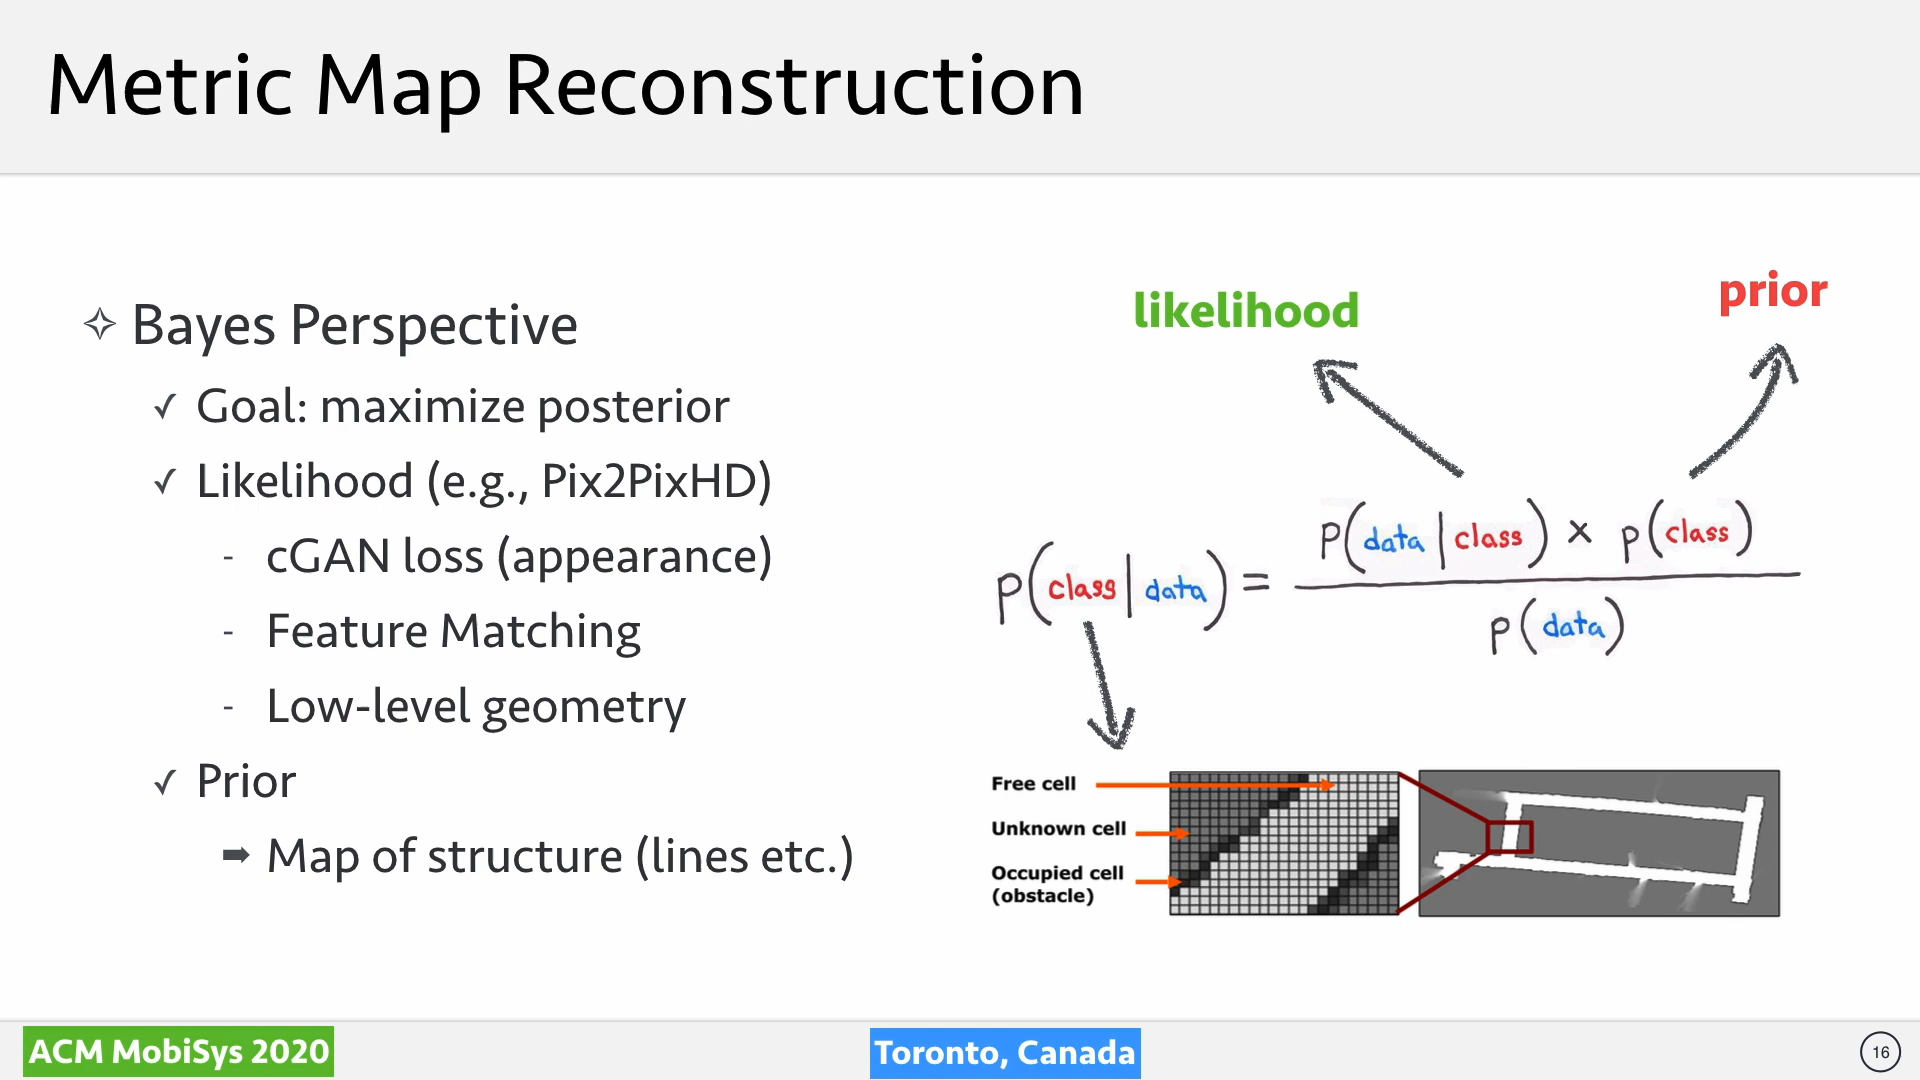 Metric Map Reconstruction
✧ Bayes Perspective
✓ Goal: maximize posterior
✓ Likelihood (e.g., Pix2PixHD)
- cGAN loss (appearance)
- Feature Matching
- Low-level geometry
✓ Prior
➡ Map of structure (lines etc.)
likelihood
prior
p(class|data) = p(data|class) × p(class)
p(data)
Free cell
Unknown cell
Occupied cell
(obstacle)
ACM MobiSys 2020
Toronto, Canada
16